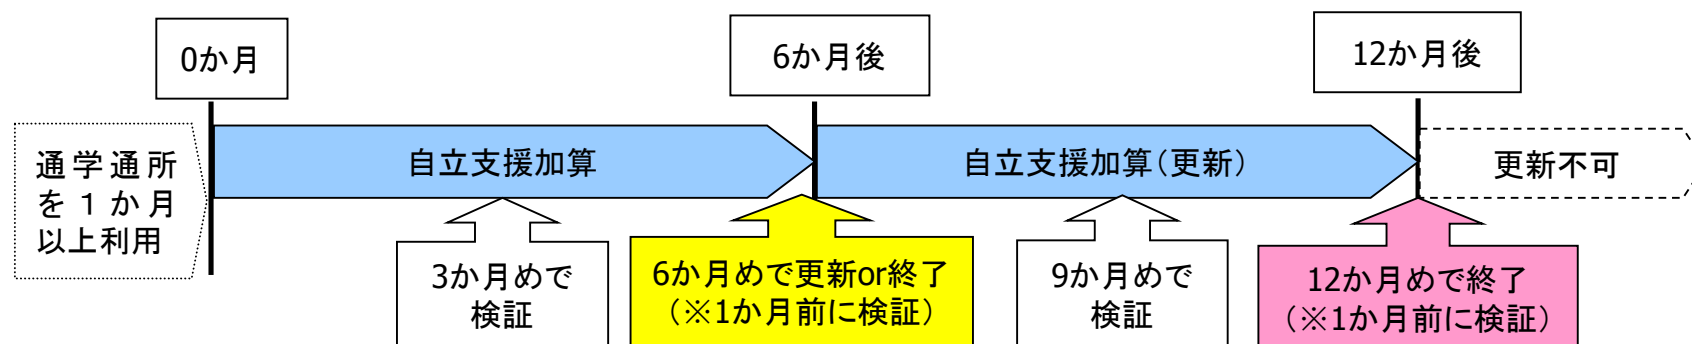 0か月
6か月後
12か月後
通学通所
を１か月
以上利用
自立支援加算
自立支援加算（更新）
更新不可
3か月めで
検証
6か月めで更新or終了
（※1か月前に検証）
9か月めで
検証
12か月めで終了
（※1か月前に検証）